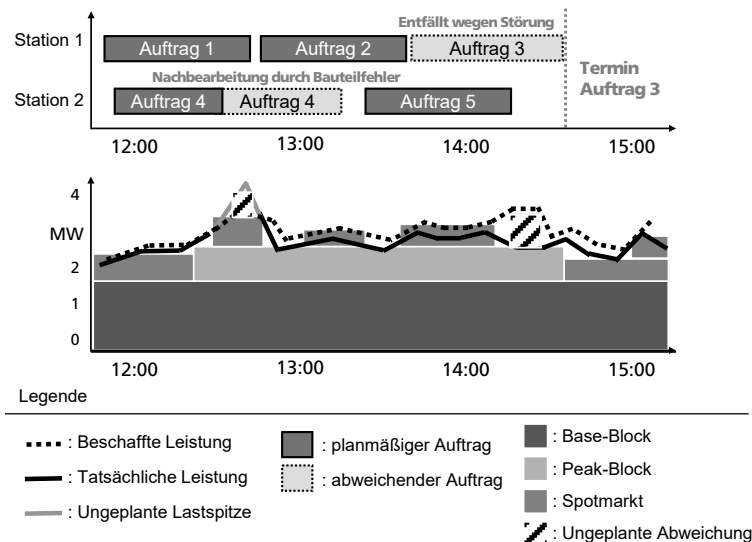 Entfällt wegen Störung
Station 1
Auftrag 1
Auftrag 2
Auftrag 3
Termin
Auftrag 3
Nachbearbeitung durch Bauteilfehler
Station 2
Auftrag 4
Auftrag 4
Auftrag 5
12:00
13:00
14:00
15:00
4
MW
2
1
0
12:00
13:00
14:00
15:00
Legende
: Beschaffte Leistung
: Tatsächliche Leistung
: Ungeplante Lastspitze
: planmäßiger Auftrag
: abweichender Auftrag
: Base-Block
: Peak-Block
: Spotmarkt
: Ungeplante Abweichung